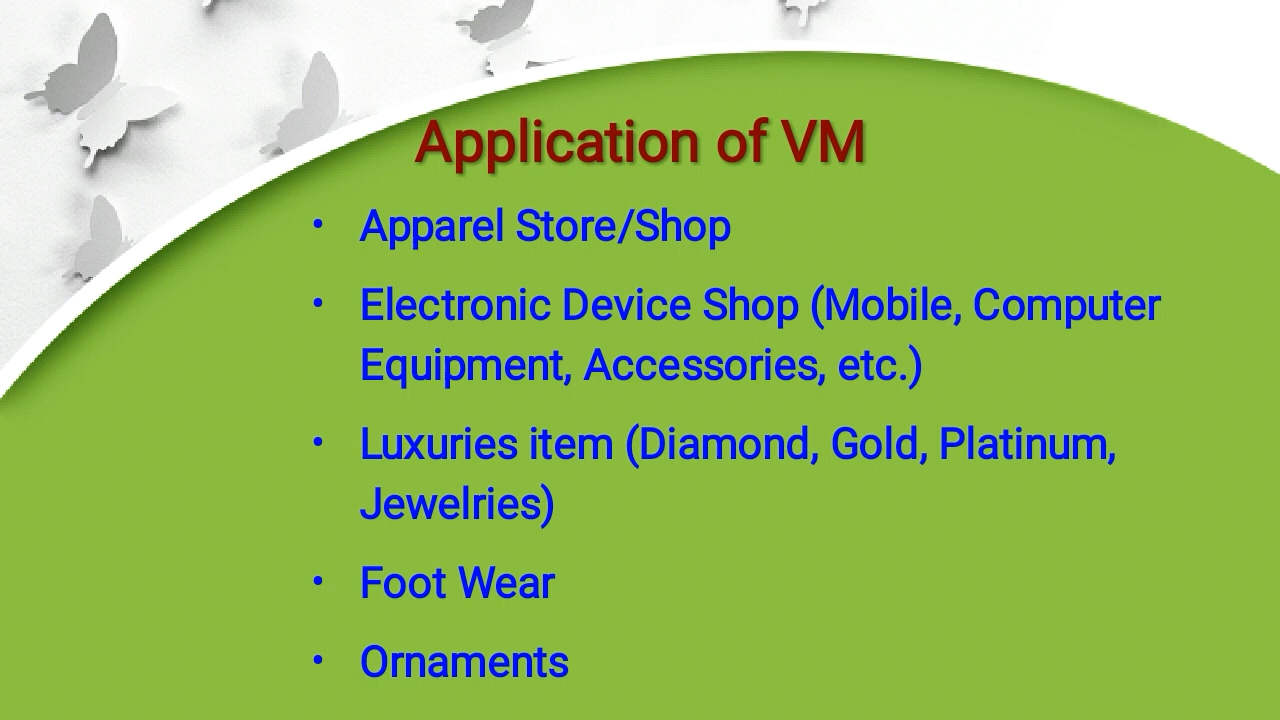 Application of VM
• Apparel Store/Shop
• Electronic Device Shop (Mobile, Computer
Equipment, Accessories, etc.)
• Luxuries item (Diamond, Gold, Platinum,
Jewelries)
• Foot Wear
• Ornaments